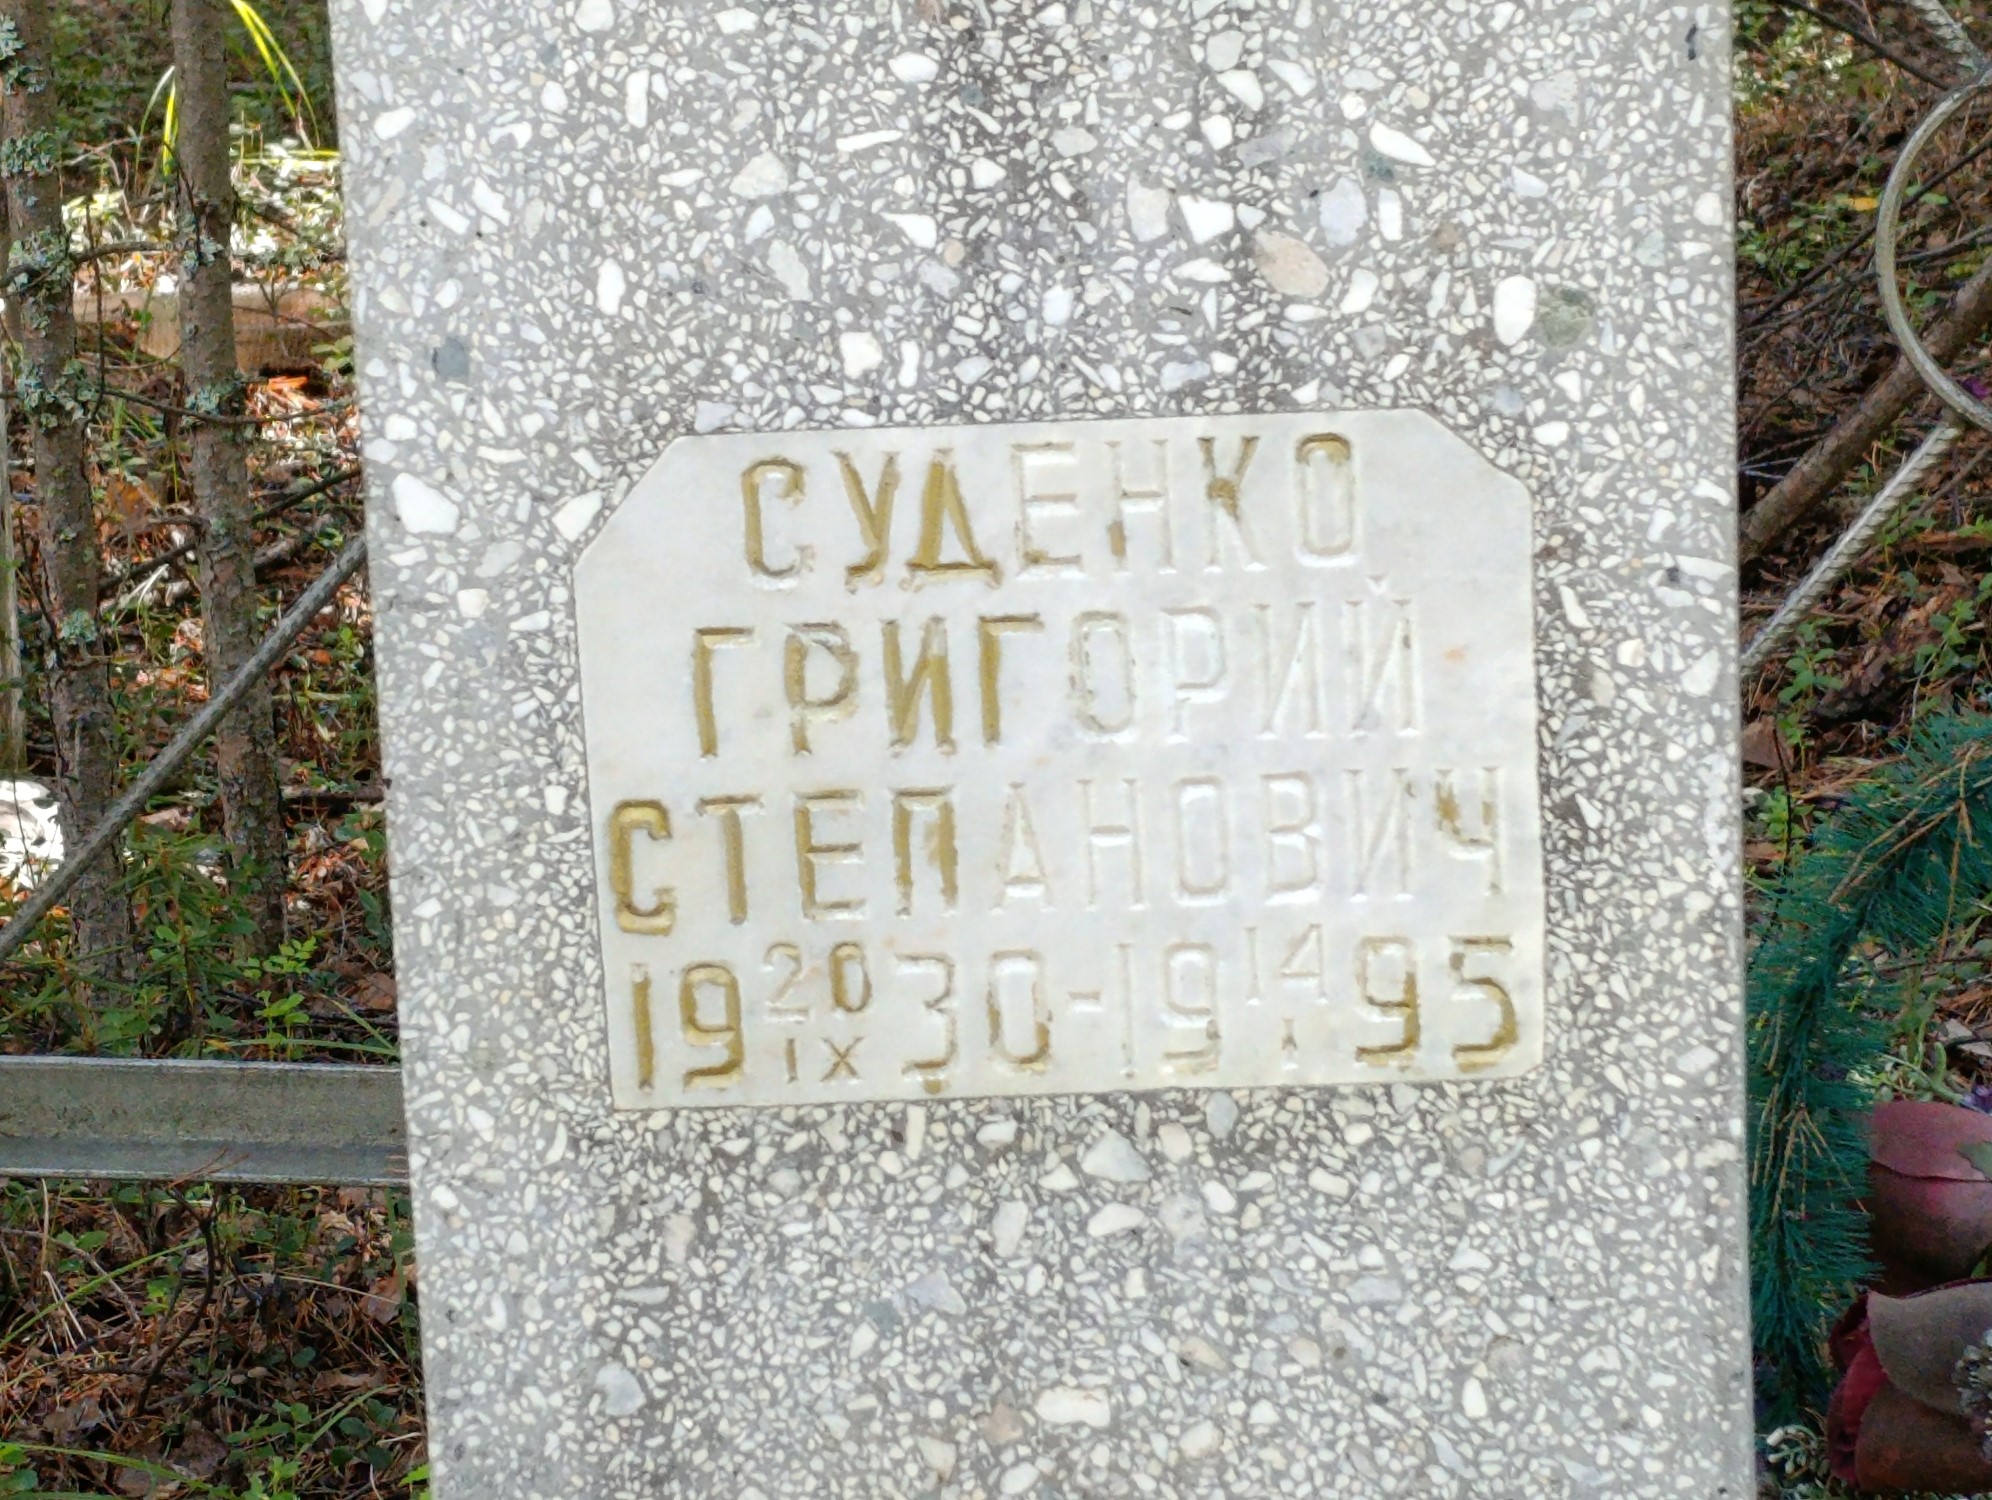 СУДЕНКО
ГРИГОРИЙ
СТЕПАНОВИЧ
19 20/IX 30 - 19 14/I 95